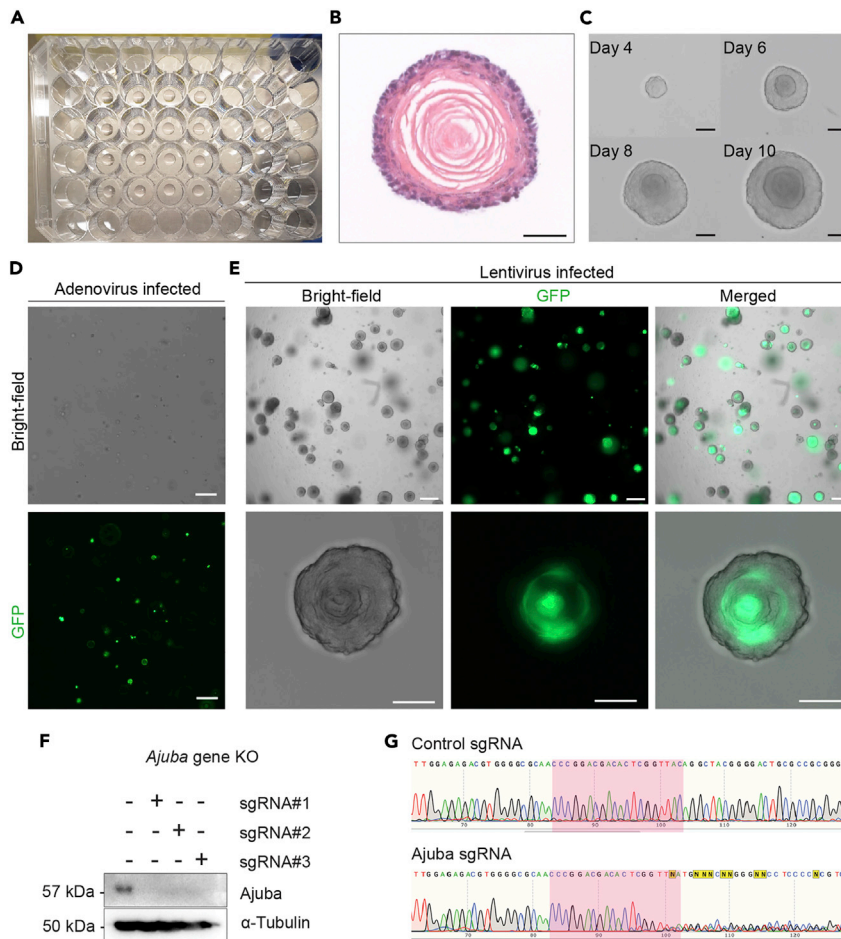 A
B
C
Day 4
Day 6
Day 8
Day 10
D
E
Adenovirus infected
Lentivirus infected
Bright-field
GFP
Merged
Bright-field
GFP
F
Ajuba gene KO
- + - - sgRNA#1
- - + - sgRNA#2
- - - + sgRNA#3
57 kDa
Ajuba
50 kDa
α-Tubulin
G
Control sgRNA
TTGGAGAGACGTGGGGCGCAACCCGGACGACACTCGGTTACAGGCTACGGGGACTGCGCCGCGGG
70 80 90 100 110 120
Ajuba sgRNA
TTGGAGAGACGTGGGGCGCAACCCGGACGACACTCGGTTNATGNNNCNNGGGNNCCTCCCCNCGT
70 80 90 100 110 120